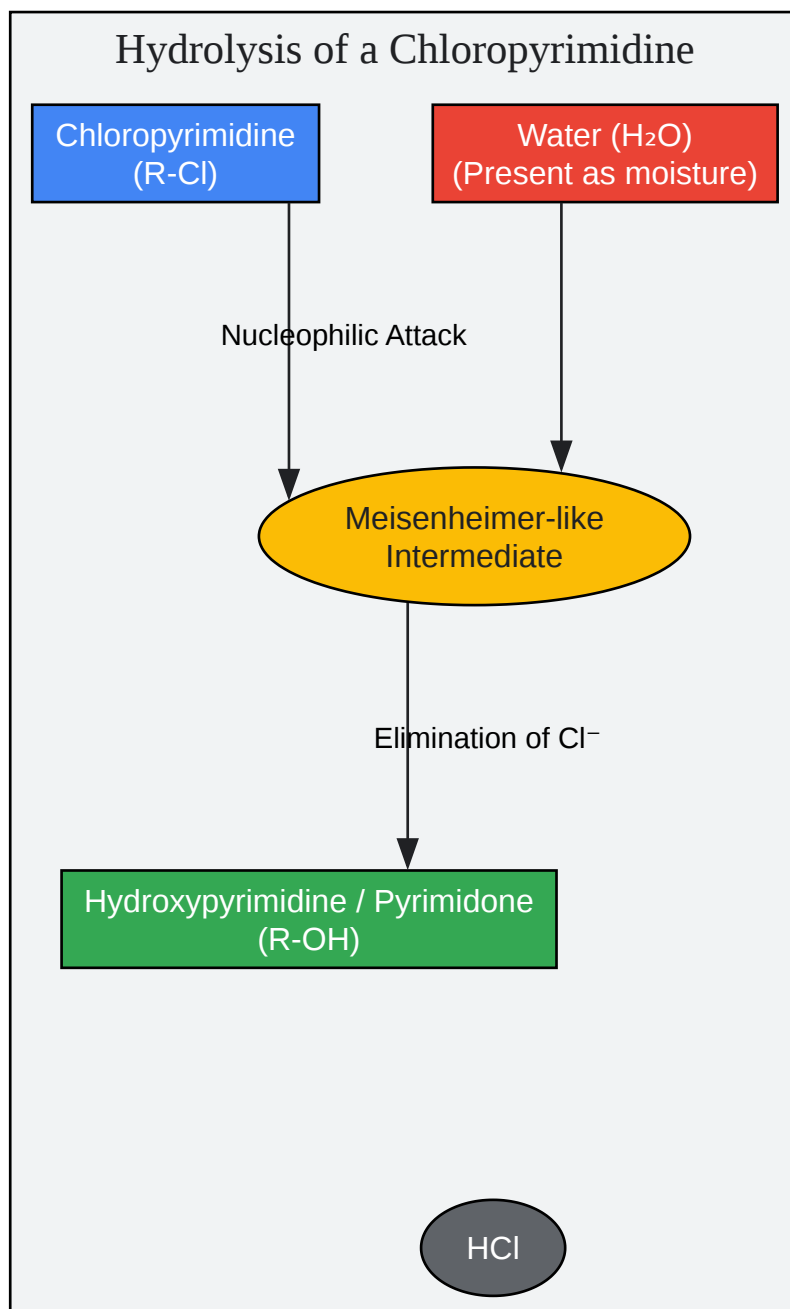 Hydrolysis of a Chloropyrimidine
Chloropyrimidine
(R-Cl)
Water (H₂O)
(Present as moisture)
Nucleophilic Attack
Meisenheimer-like
Intermediate
Elimination of Cl⁻
Hydroxypyrimidine / Pyrimidone
(R-OH)
HCl